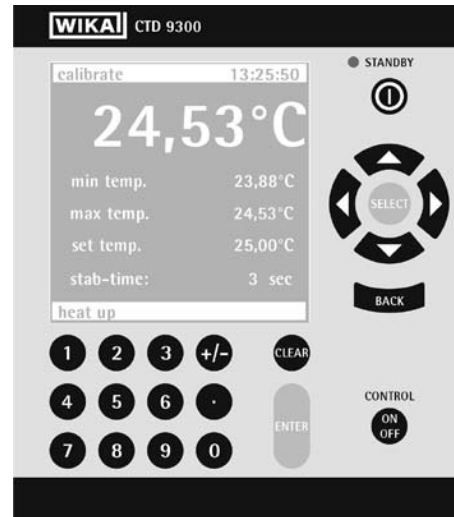 WIKAI CTD 9300
calibrate 13:25:50
24,53°C
min temp. 23,88°C
max temp. 24,53°C
set temp. 25,00°C
stab-time: 3 sec
heat up
STANDBY
SELECT
BACK
1 2 3 +/- CLEAR
4 5 6 ·
7 8 9 0
ENTER
CONTROL
ON
OFF